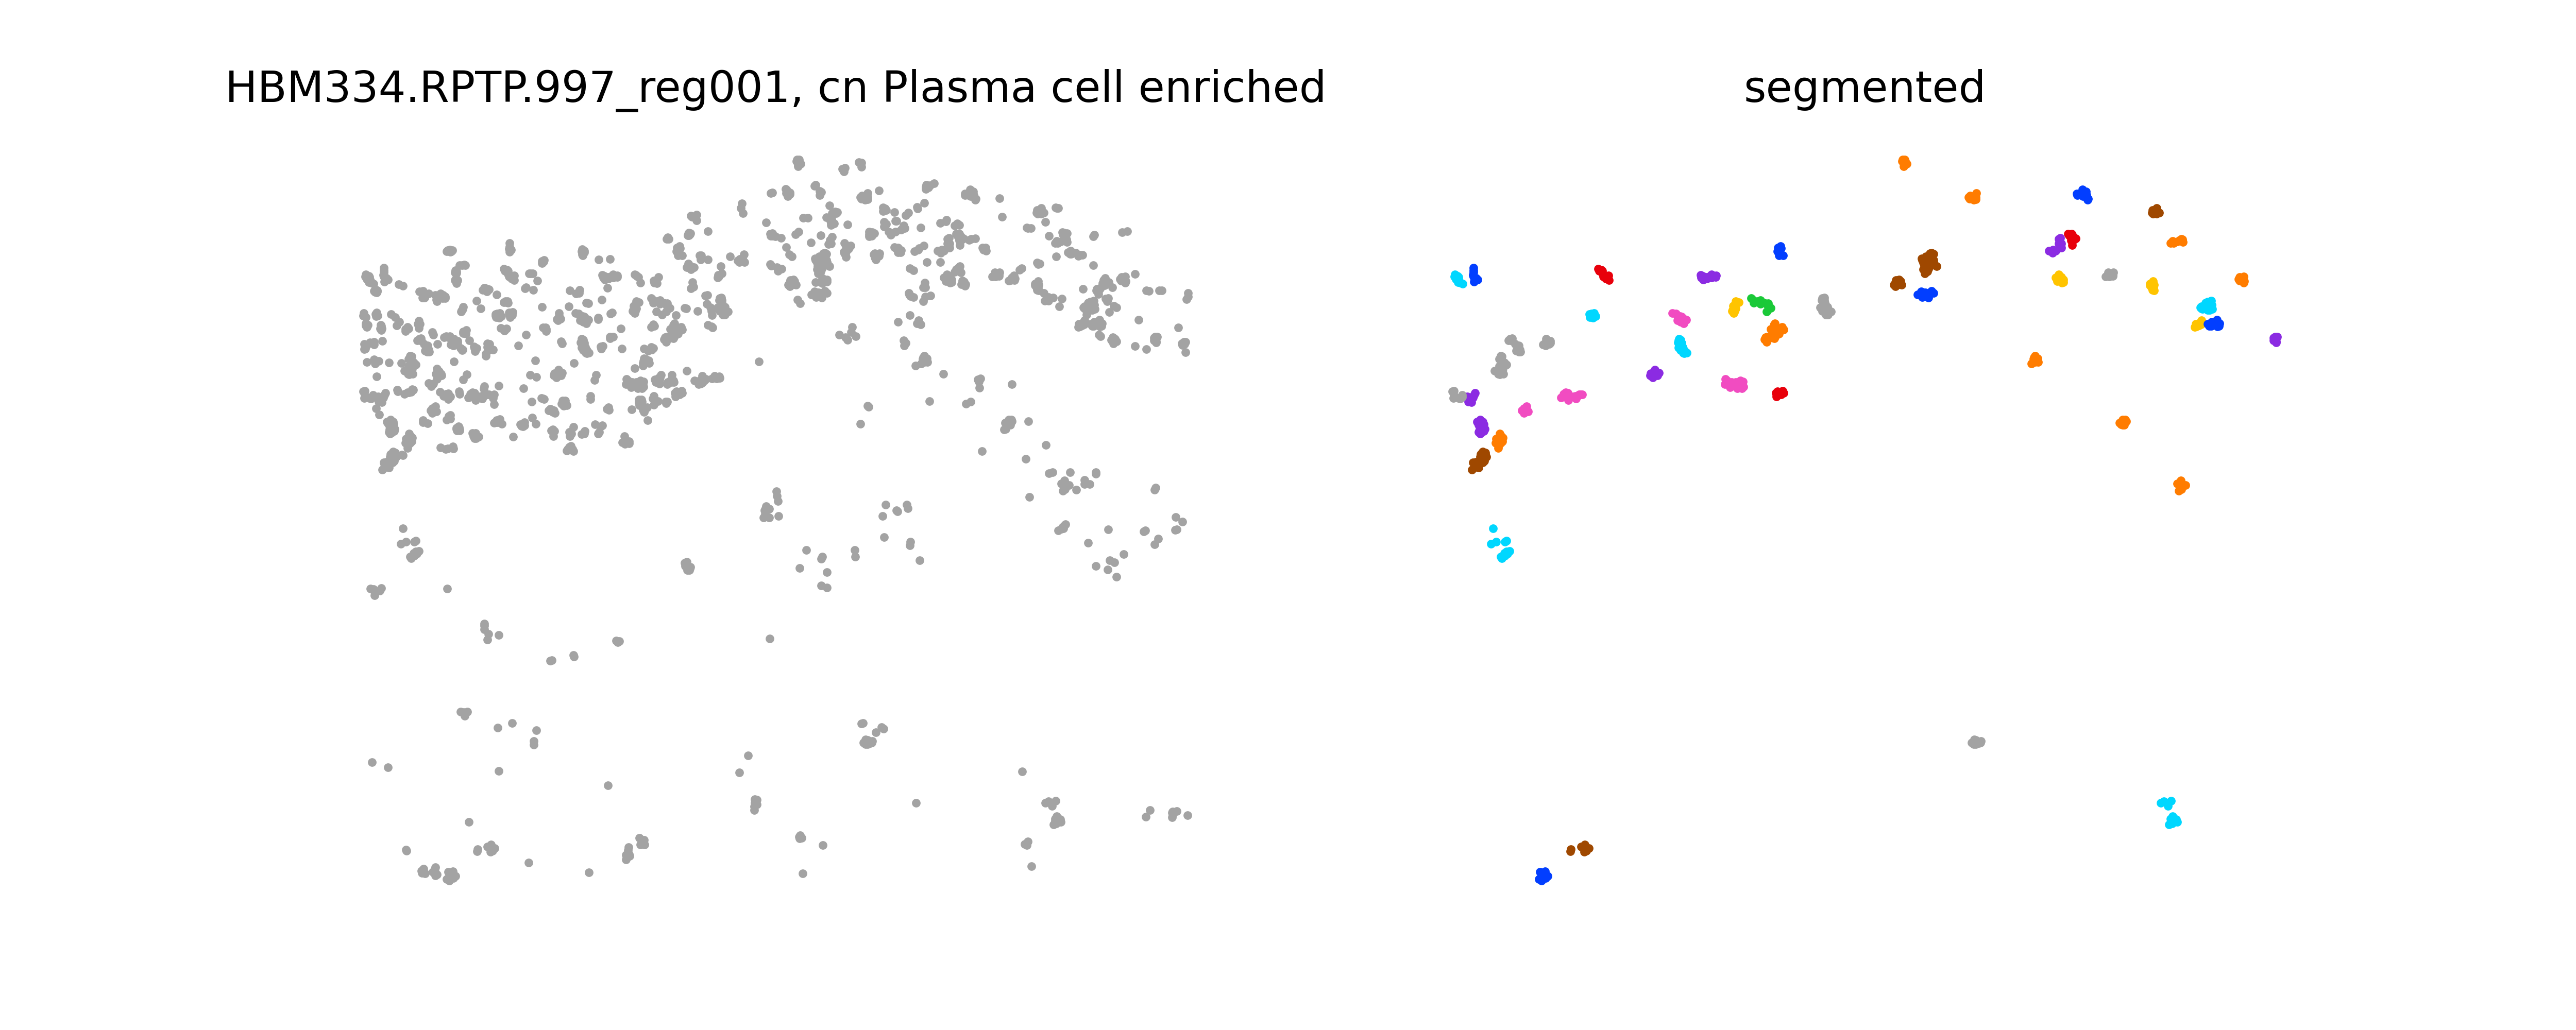 HBM334.RPTP.997_reg001, cn Plasma cell enriched
segmented